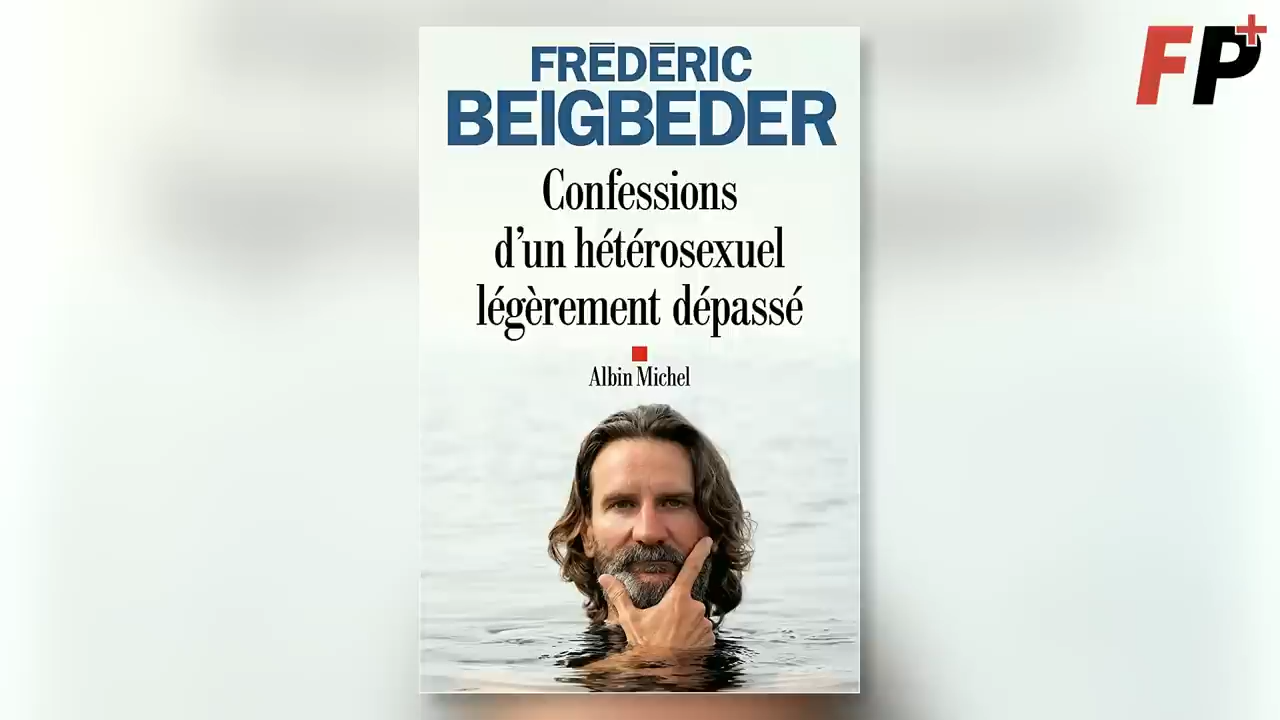 FP+
FRÉDÉRIC
BEIGBEDER
Confessions
d’un hétérosexuel
légèrement dépassé
Albin Michel